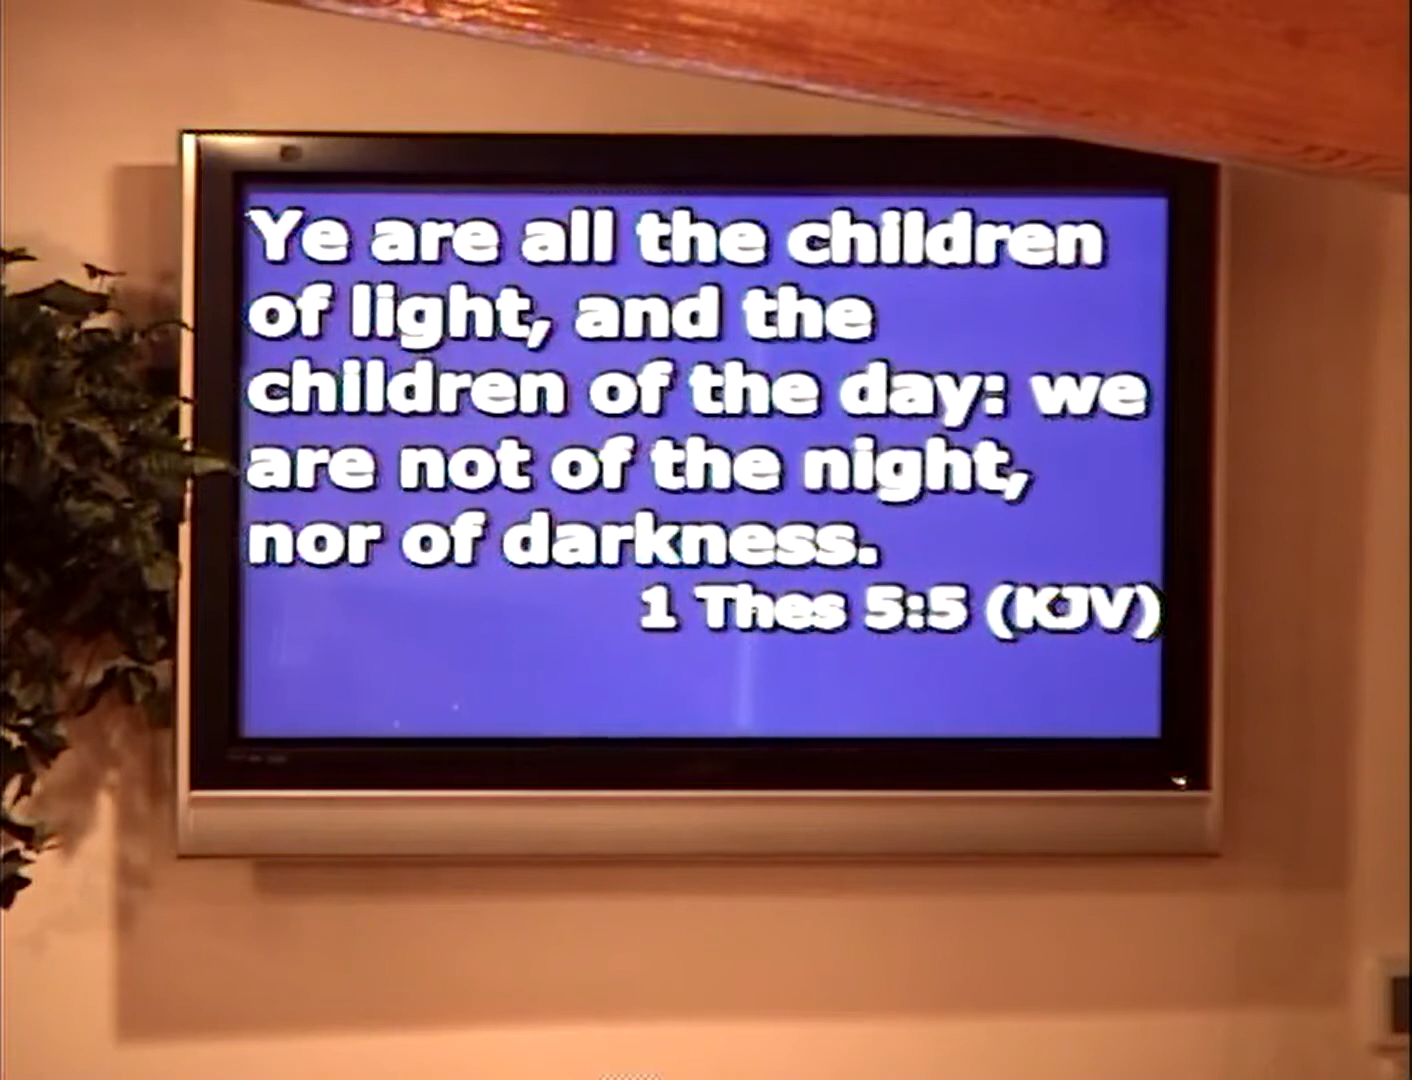 Ye are all the children
of light, and the
children of the day: we
are not of the night,
nor of darkness.
1 Thes 5:5 (KJV)